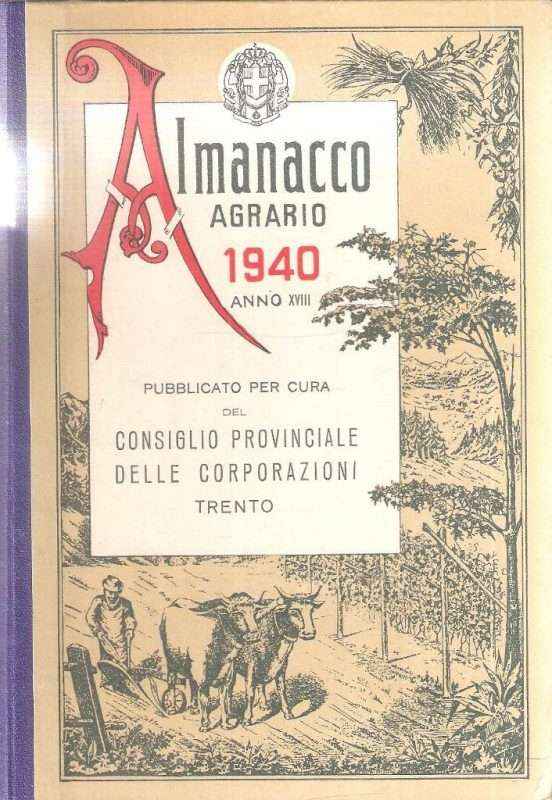 Almanacco
AGRARIO
1940
ANNO XVIII
PUBBLICATO PER CURA
DEL
CONSIGLIO PROVINCIALE
DELLE CORPORAZIONI
TRENTO